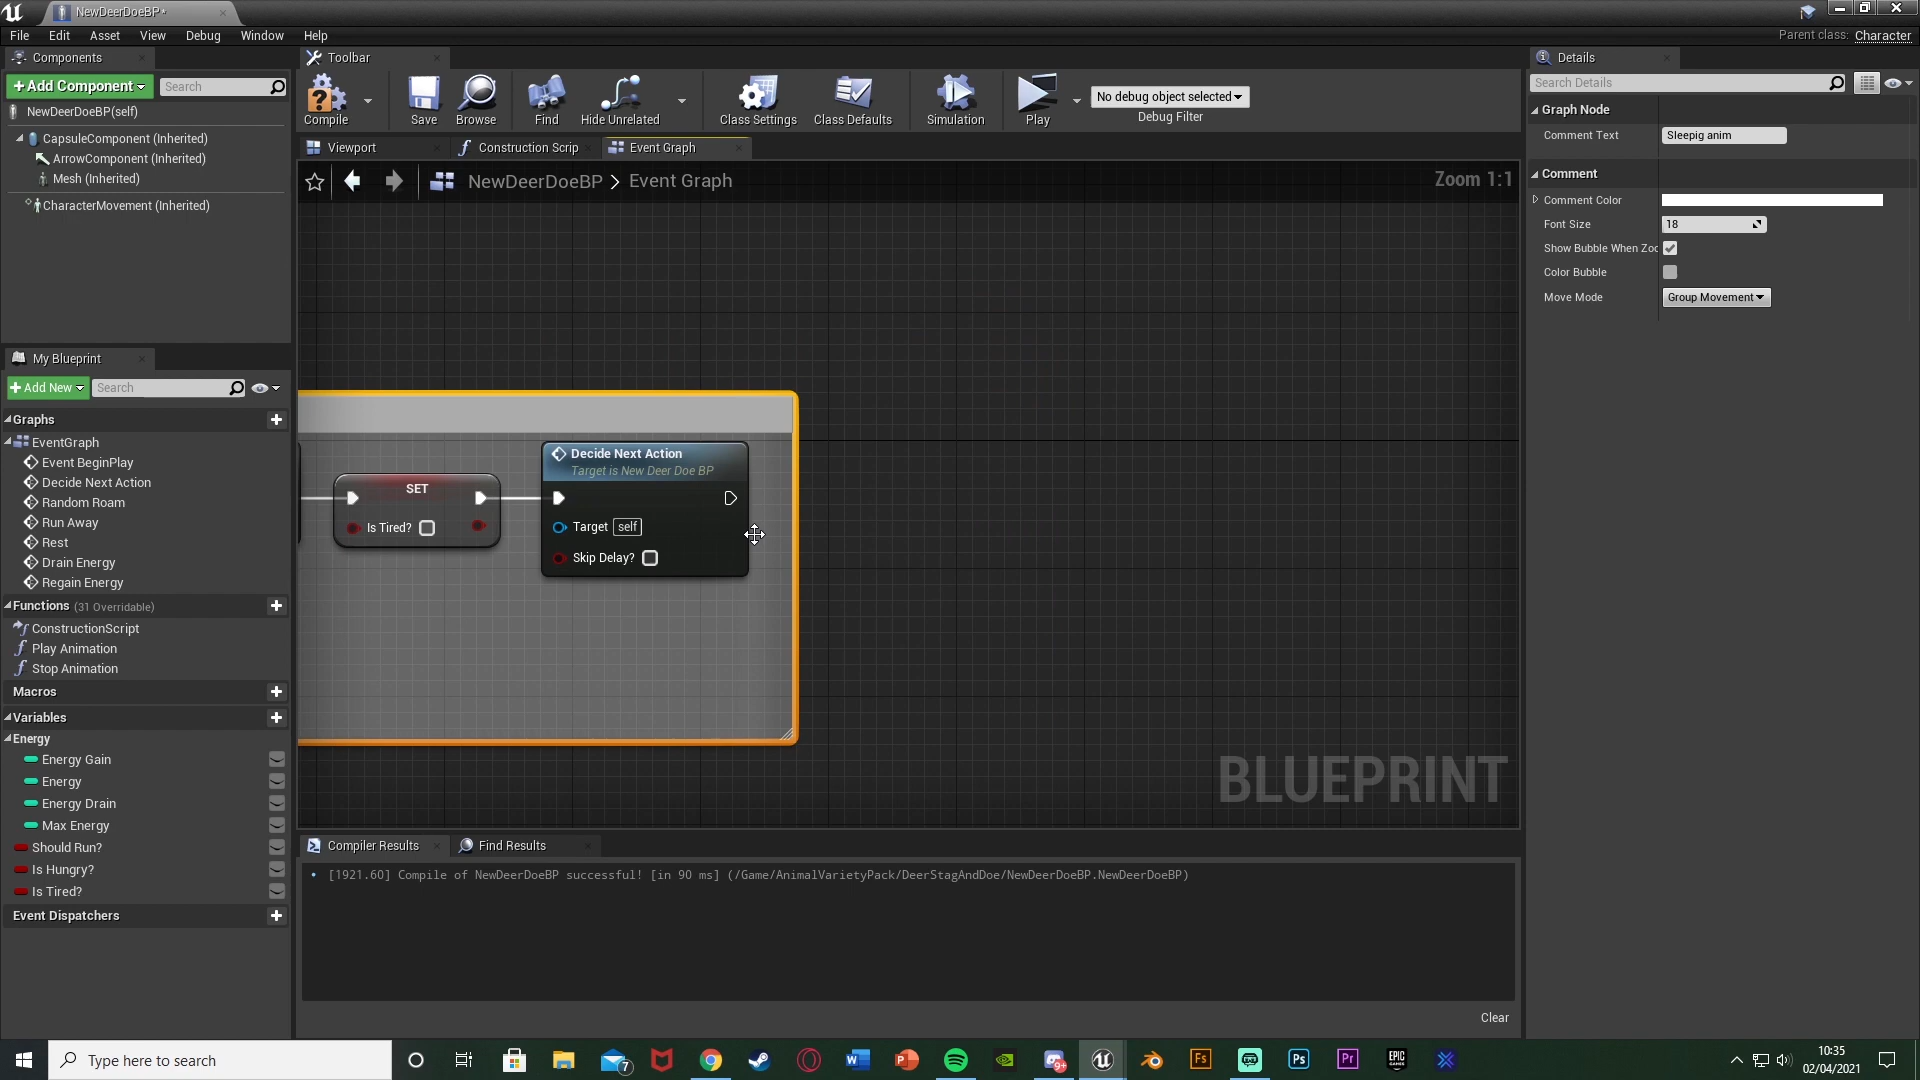 NewDeerDoeBP*
File Edit Asset View Debug Window Help
Parent class: Character
Components
+Add Component
Search
NewDeerDoeBP(self)
CapsuleComponent (Inherited)
ArrowComponent (Inherited)
Mesh (Inherited)
CharacterMovement (Inherited)
My Blueprint
+Add New
Search
Graphs
EventGraph
Event BeginPlay
Decide Next Action
Random Roam
Run Away
Rest
Drain Energy
Regain Energy
Functions (31 Overridable)
ConstructionScript
Play Animation
Stop Animation
Macros
Variables
Energy
Energy Gain
Energy
Energy Drain
Max Energy
Should Run?
Is Hungry?
Is Tired?
Event Dispatchers
Toolbar
Compile
Save
Browse
Find
Hide Unrelated
Class Settings
Class Defaults
Simulation
Play
No debug object selected
Debug Filter
Viewport
Construction Scrip
Event Graph
NewDeerDoeBP > Event Graph
Zoom 1:1
SET
Is Tired?
Decide Next Action
Target is New Deer Doe BP
Target self
Skip Delay?
BLUEPRINT
Compiler Results
Find Results
[1921.60] Compile of NewDeerDoeBP successful! [in 90 ms] (/Game/AnimalVarietyPack/DeerStagAndDoe/NewDeerDoeBP.NewDeerDoeBP)
Clear
Details
Search Details
Graph Node
Comment Text Sleepig anim
Comment
Comment Color
Font Size 18
Show Bubble When Zoo
Color Bubble
Move Mode Group Movement
Type here to search
7
W
P
9+
Fs
Ps
Pr
EPIC GAMES
10:35
02/04/2021